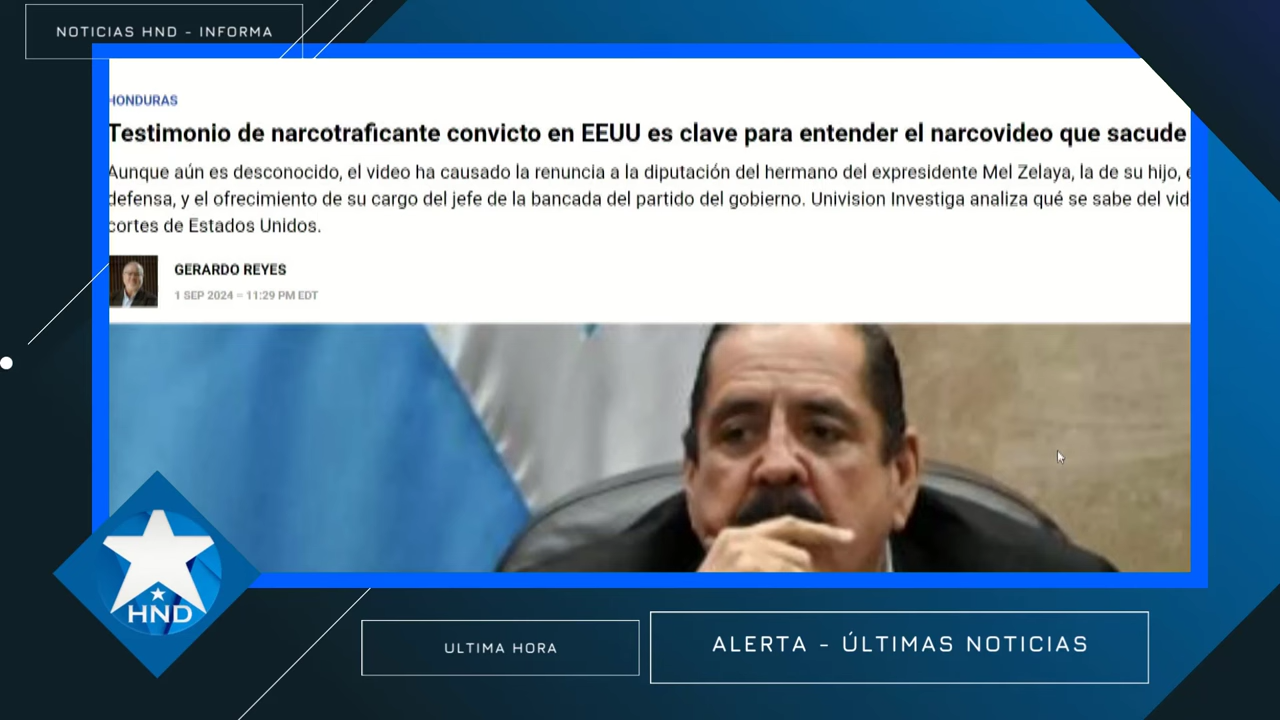 NOTICIAS HND - INFORMA
HONDURAS
Testimonio de narcotraficante convicto en EEUU es clave para entender el narcovideo que sacude
Aunque aún es desconocido, el video ha causado la renuncia a la diputación del hermano del expresidente Mel Zelaya, la de su hijo,
defensa, y el ofrecimiento de su cargo del jefe de la bancada del partido del gobierno. Univision Investiga analiza qué se sabe del vid
cortes de Estados Unidos.
GERARDO REYES
1 SEP 2024 – 11:29 PM EDT
HND
ULTIMA HORA
ALERTA - ÚLTIMAS NOTICIAS